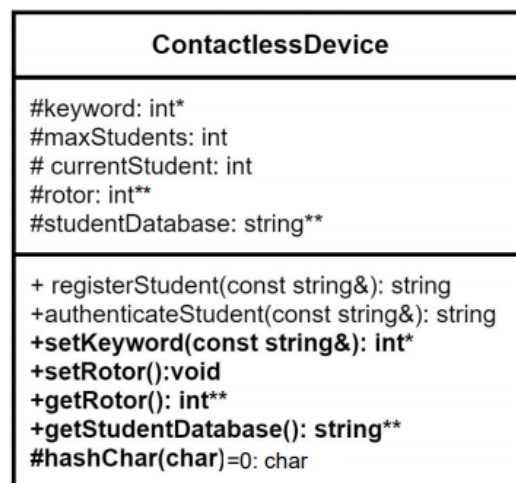 ContactlessDevice
#keyword: int*
#maxStudents: int
# currentStudent: int
#rotor: int**
#studentDatabase: string**
+ registerStudent(const string&): string
+authenticateStudent(const string&): string
+setKeyword(const string&): int*
+setRotor():void
+getRotor(): int**
+getStudentDatabase(): string**
#hashChar(char)=0: char